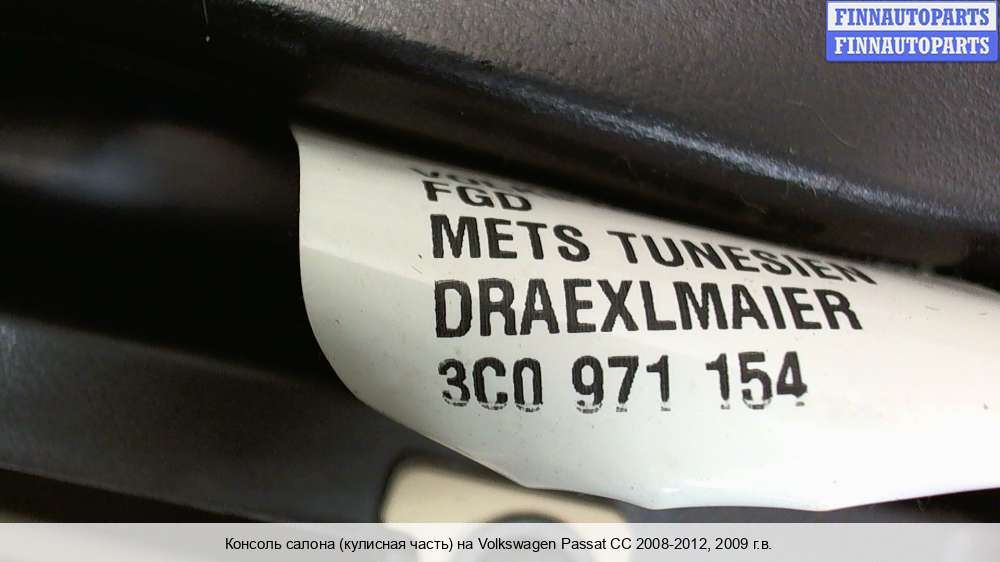 FINNAUTOPARTS
FINNAUTOPARTS
FGD
METS TUNESIEN
DRAEXLMAIER
3C0 971 154
Консоль салона (кулисная часть) на Volkswagen Passat CC 2008-2012, 2009 г.в.